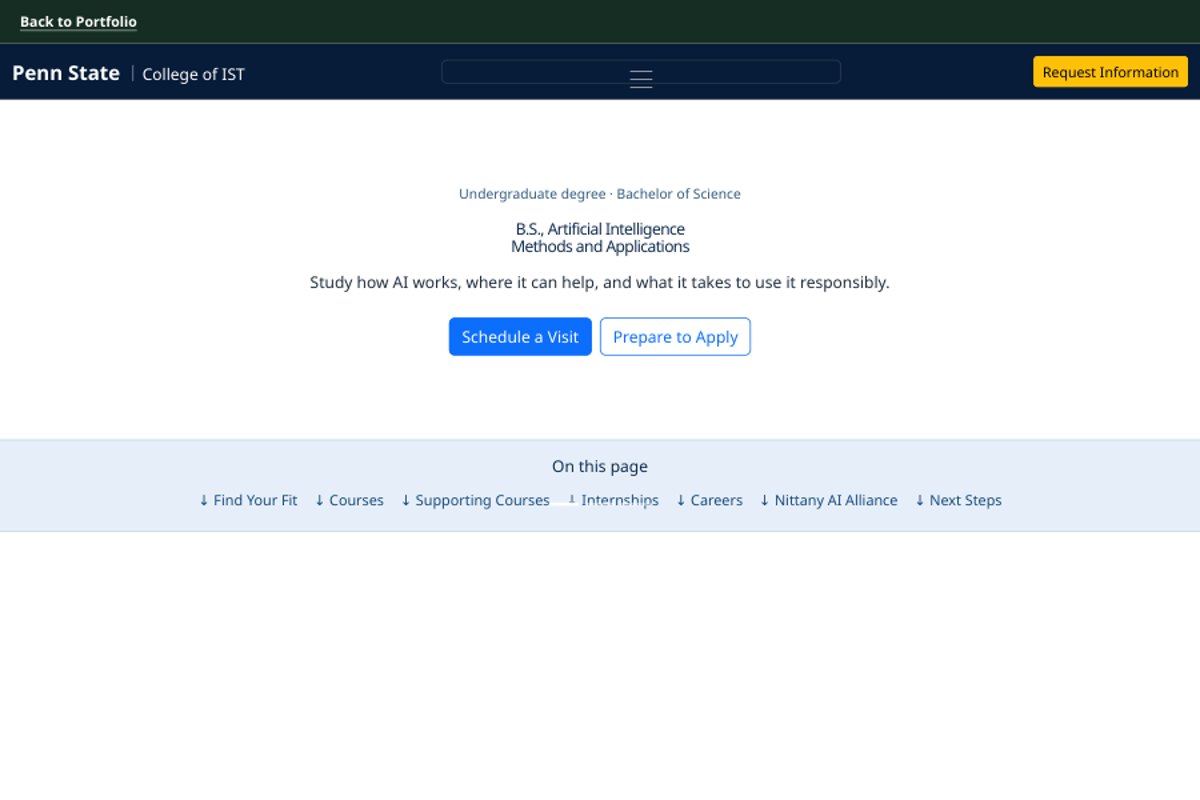 Back to Portfolio
Penn State College of IST
Request Information
Undergraduate degree · Bachelor of Science
B.S., Artificial Intelligence
Methods and Applications
Study how AI works, where it can help, and what it takes to use it responsibly.
Schedule a Visit Prepare to Apply
On this page
↓ Find Your Fit ↓ Courses ↓ Supporting Courses ↓ Internships ↓ Careers ↓ Nittany AI Alliance ↓ Next Steps